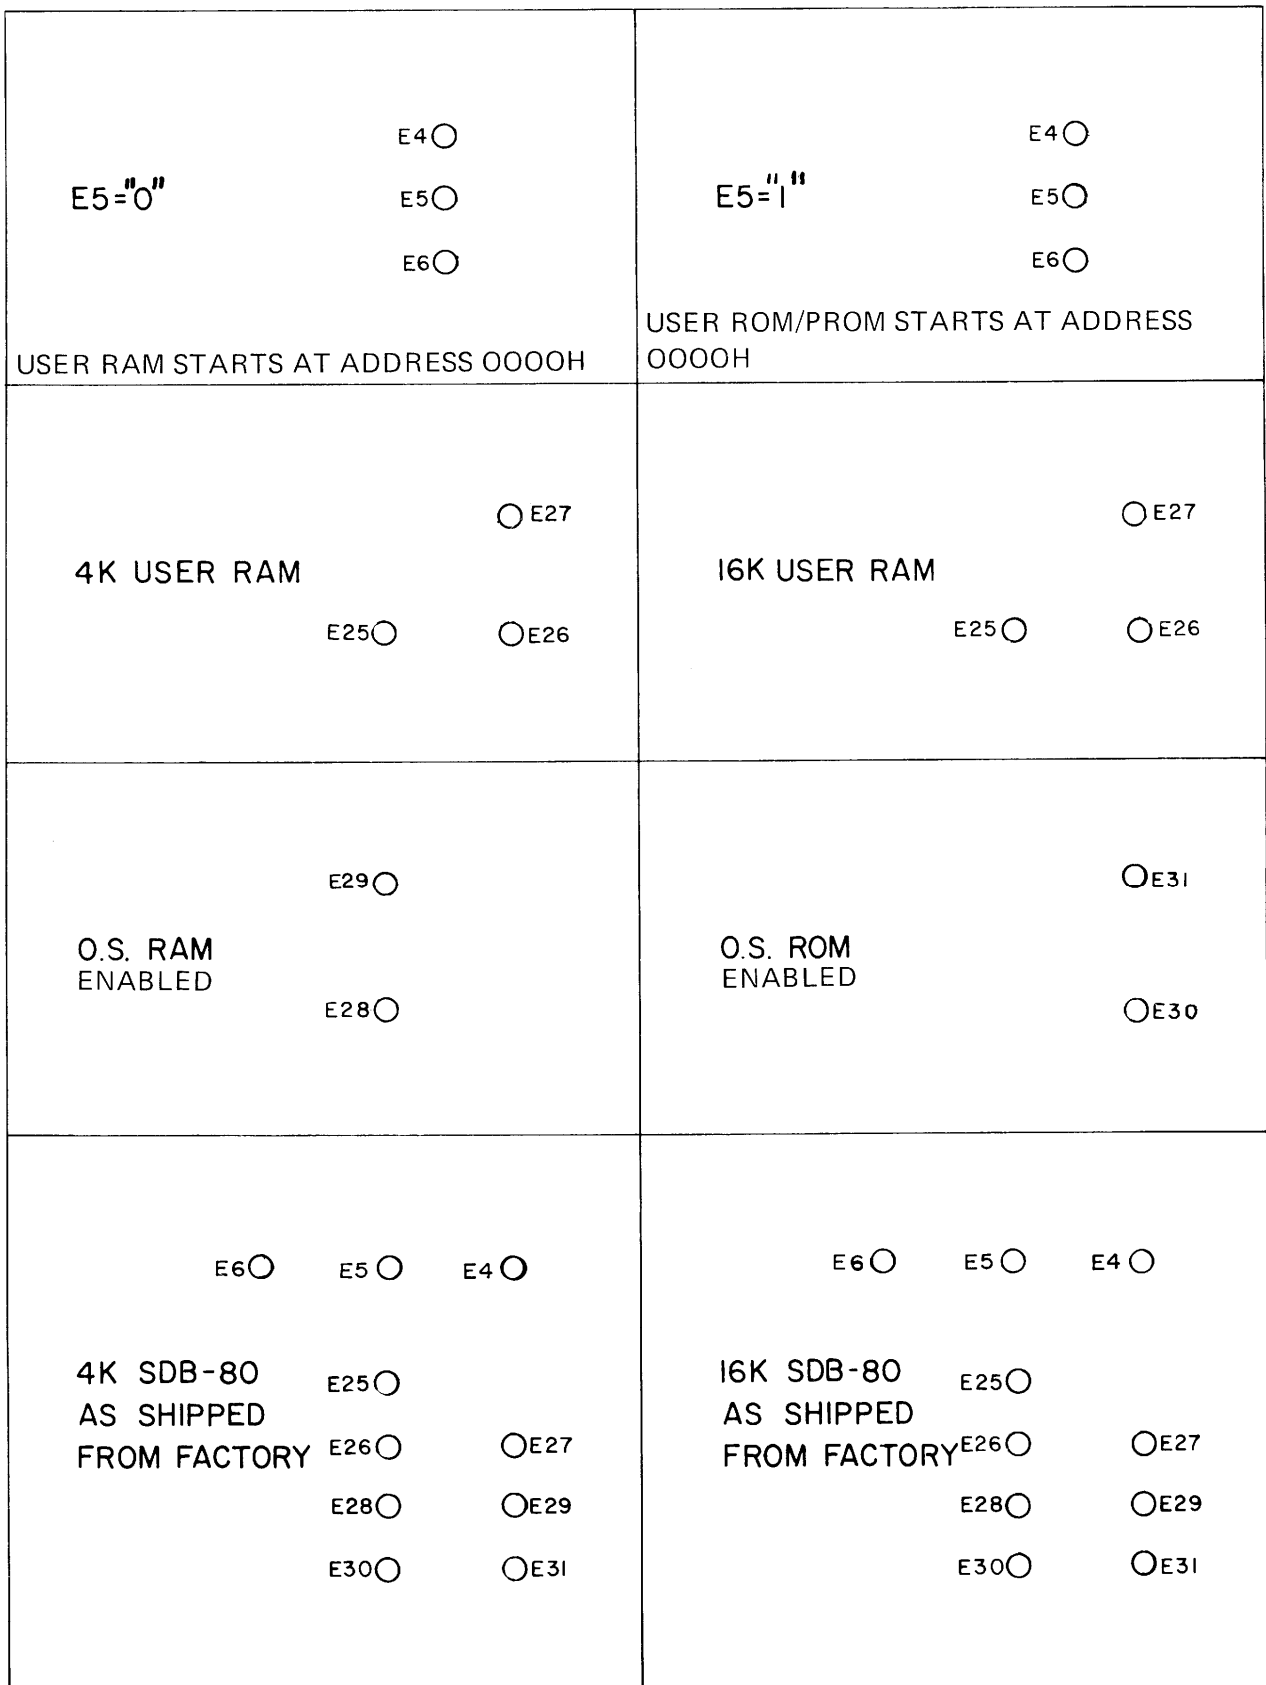 E4
E5="0"
E5
E6
USER RAM STARTS AT ADDRESS 0000H
E4
E5="1"
E5
E6
USER ROM/PROM STARTS AT ADDRESS
0000H
E27
4K USER RAM
E25 E26
E27
16K USER RAM
E25 E26
E29
O.S. RAM
ENABLED
E28
E31
O.S. ROM
ENABLED
E30
E6 E5 E4
4K SDB-80
AS SHIPPED
FROM FACTORY
E25
E26 E27
E28 E29
E30 E31
E6 E5 E4
16K SDB-80
AS SHIPPED
FROM FACTORY
E25
E26 E27
E28 E29
E30 E31